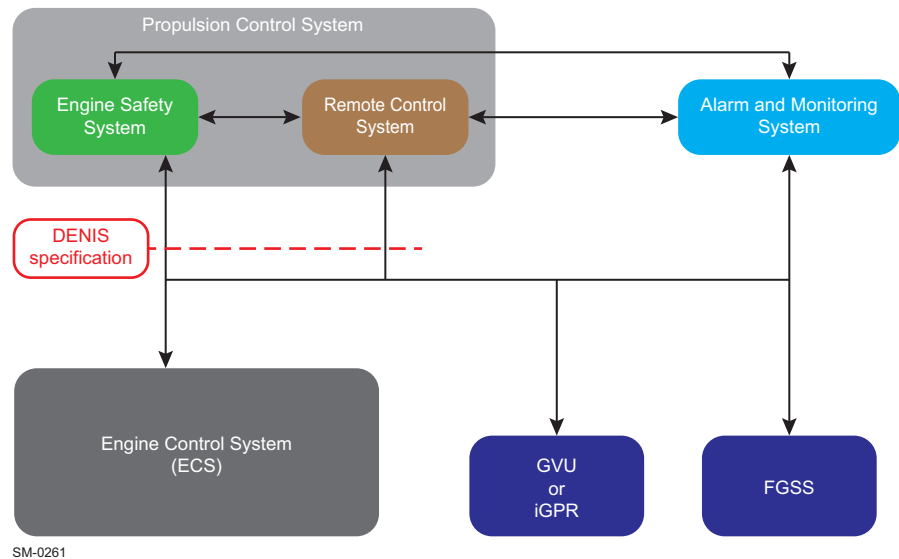 Propulsion Control System
Engine Safety
System
Remote Control
System
Alarm and Monitoring
System
DENIS
specification
Engine Control System
(ECS)
GVU
or
iGPR
FGSS
SM-0261